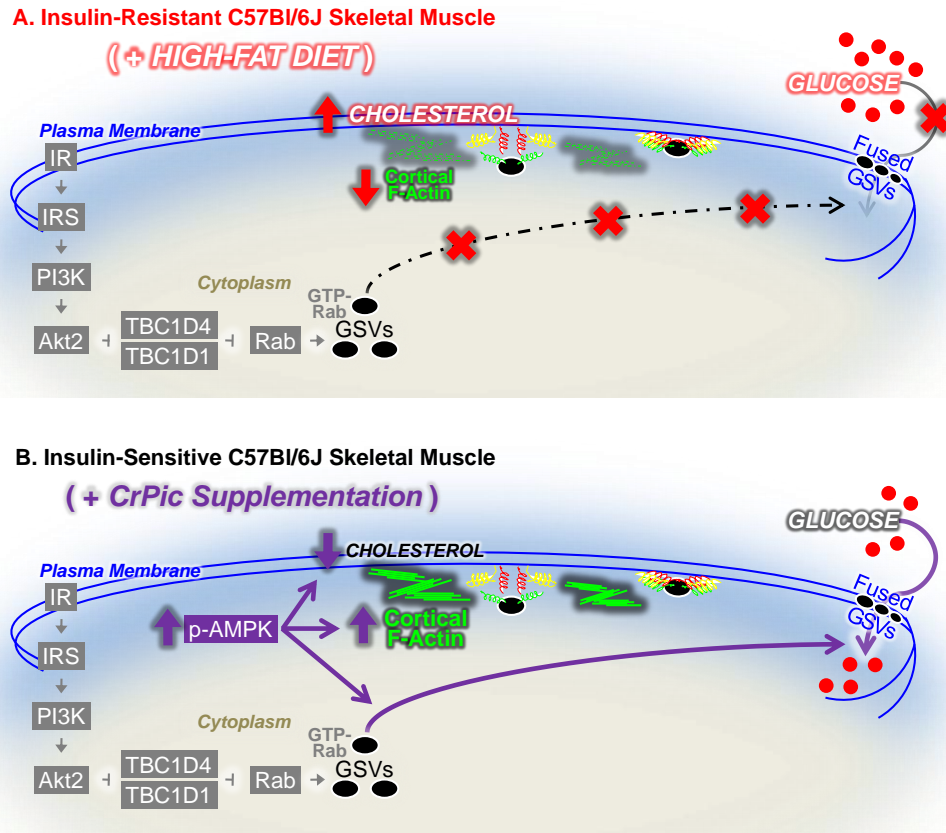 A. Insulin-Resistant C57Bl/6J Skeletal Muscle
( + HIGH-FAT DIET )
GLUCOSE
CHOLESTEROL
Plasma Membrane
IR
Fused
GSVs
Cortical
F-Actin
IRS
PI3K
Cytoplasm
GTP-
Rab
GSVs
Akt2
TBC1D4
TBC1D1
Rab
B. Insulin-Sensitive C57Bl/6J Skeletal Muscle
( + CrPic Supplementation )
GLUCOSE
CHOLESTEROL
Plasma Membrane
IR
Fused
GSVs
p-AMPK
Cortical
F-Actin
IRS
PI3K
Cytoplasm
GTP-
Rab
GSVs
Akt2
TBC1D4
TBC1D1
Rab